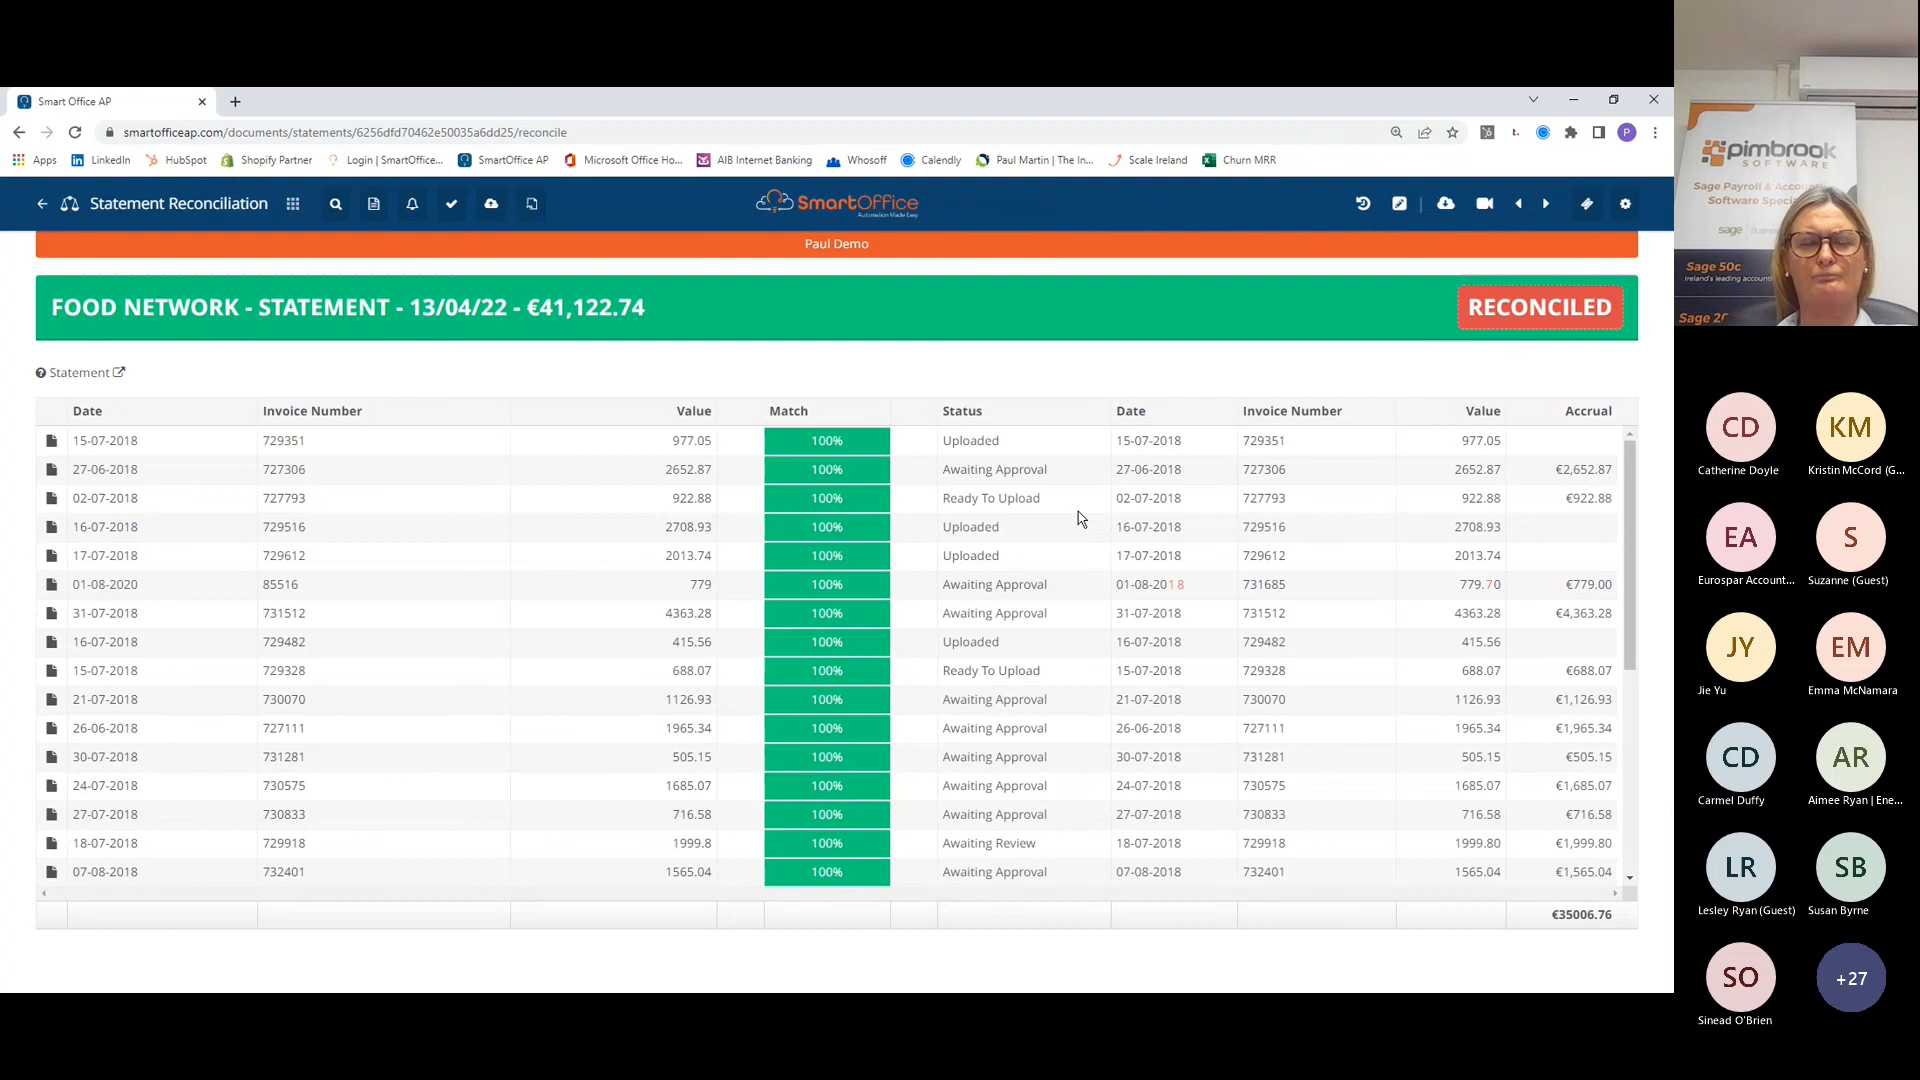 Smart Office AP
smartofficeap.com/documents/statements/6256dfd70462e50035a6dd25/reconcile
P
Apps LinkedIn HubSpot Shopify Partner Login | SmartOffice... SmartOffice AP Microsoft Office Ho... AIB Internet Banking Whosoff Calendly Paul Martin | The In... Scale Ireland Churn MRR
Statement Reconciliation
SmartOffice
Automation Made Easy
Paul Demo
FOOD NETWORK - STATEMENT - 13/04/22 - €41,122.74 RECONCILED
Statement
Date Invoice Number Value Match Status Date Invoice Number Value Accrual
15-07-2018 729351 977.05 100% Uploaded 15-07-2018 729351 977.05
27-06-2018 727306 2652.87 100% Awaiting Approval 27-06-2018 727306 2652.87 €2,652.87
02-07-2018 727793 922.88 100% Ready To Upload 02-07-2018 727793 922.88 €922.88
16-07-2018 729516 2708.93 100% Uploaded 16-07-2018 729516 2708.93
17-07-2018 729612 2013.74 100% Uploaded 17-07-2018 729612 2013.74
01-08-2020 85516 779 100% Awaiting Approval 01-08-2018 731685 779.70 €779.00
31-07-2018 731512 4363.28 100% Awaiting Approval 31-07-2018 731512 4363.28 €4,363.28
16-07-2018 729482 415.56 100% Uploaded 16-07-2018 729482 415.56
15-07-2018 729328 688.07 100% Ready To Upload 15-07-2018 729328 688.07 €688.07
21-07-2018 730070 1126.93 100% Awaiting Approval 21-07-2018 730070 1126.93 €1,126.93
26-06-2018 727111 1965.34 100% Awaiting Approval 26-06-2018 727111 1965.34 €1,965.34
30-07-2018 731281 505.15 100% Awaiting Approval 30-07-2018 731281 505.15 €505.15
24-07-2018 730575 1685.07 100% Awaiting Approval 24-07-2018 730575 1685.07 €1,685.07
27-07-2018 730833 716.58 100% Awaiting Approval 27-07-2018 730833 716.58 €716.58
18-07-2018 729918 1999.8 100% Awaiting Review 18-07-2018 729918 1999.80 €1,999.80
07-08-2018 732401 1565.04 100% Awaiting Approval 07-08-2018 732401 1565.04 €1,565.04
€35006.76
pimbrook
SOFTWARE
Sage Payroll & Accou
Software Speci
sage Busine
Sage 50c
Ireland's leading account
Sage 2
CD KM
Catherine Doyle Kristin McCord (G...
EA S
Eurospar Account... Suzanne (Guest)
JY EM
Jie Yu Emma McNamara
CD AR
Carmel Duffy Aimee Ryan | Ene...
LR SB
Lesley Ryan (Guest) Susan Byrne
SO +27
Sinead O'Brien